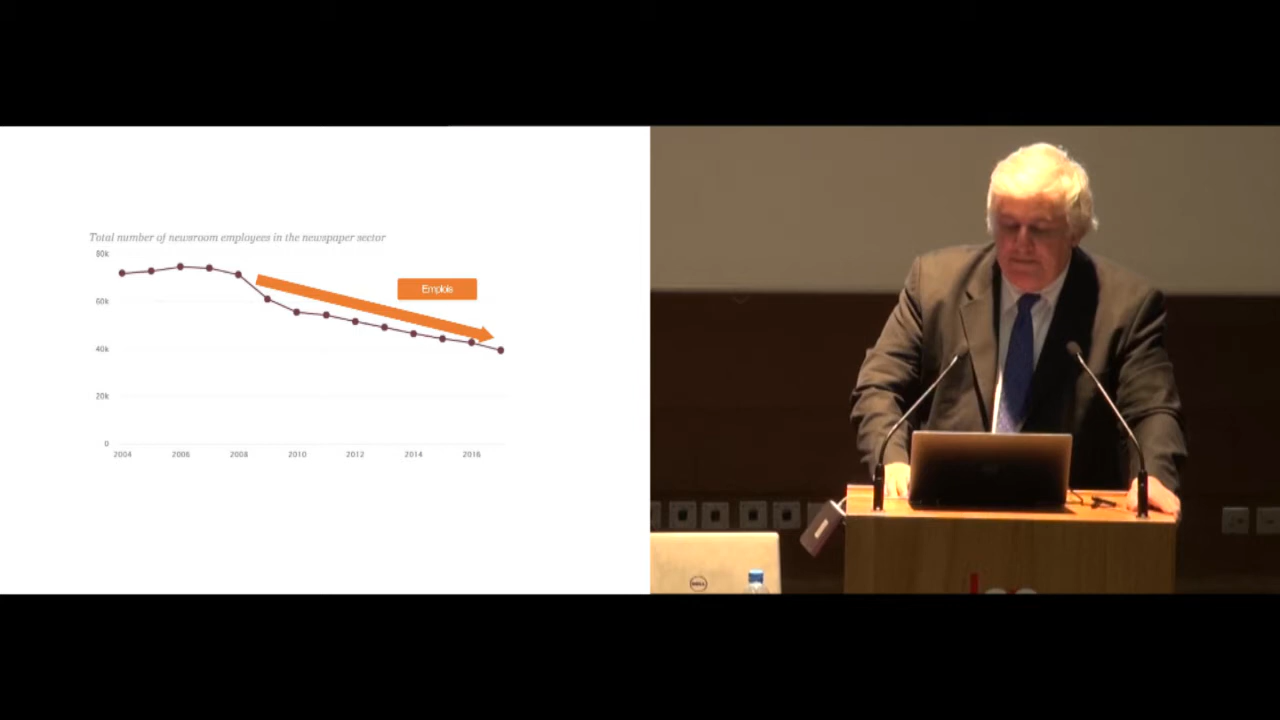 Total number of newsroom employees in the newspaper sector
80k
Emplois
60k
40k
20k
0
2004 2006 2008 2010 2012 2014 2016
DELL